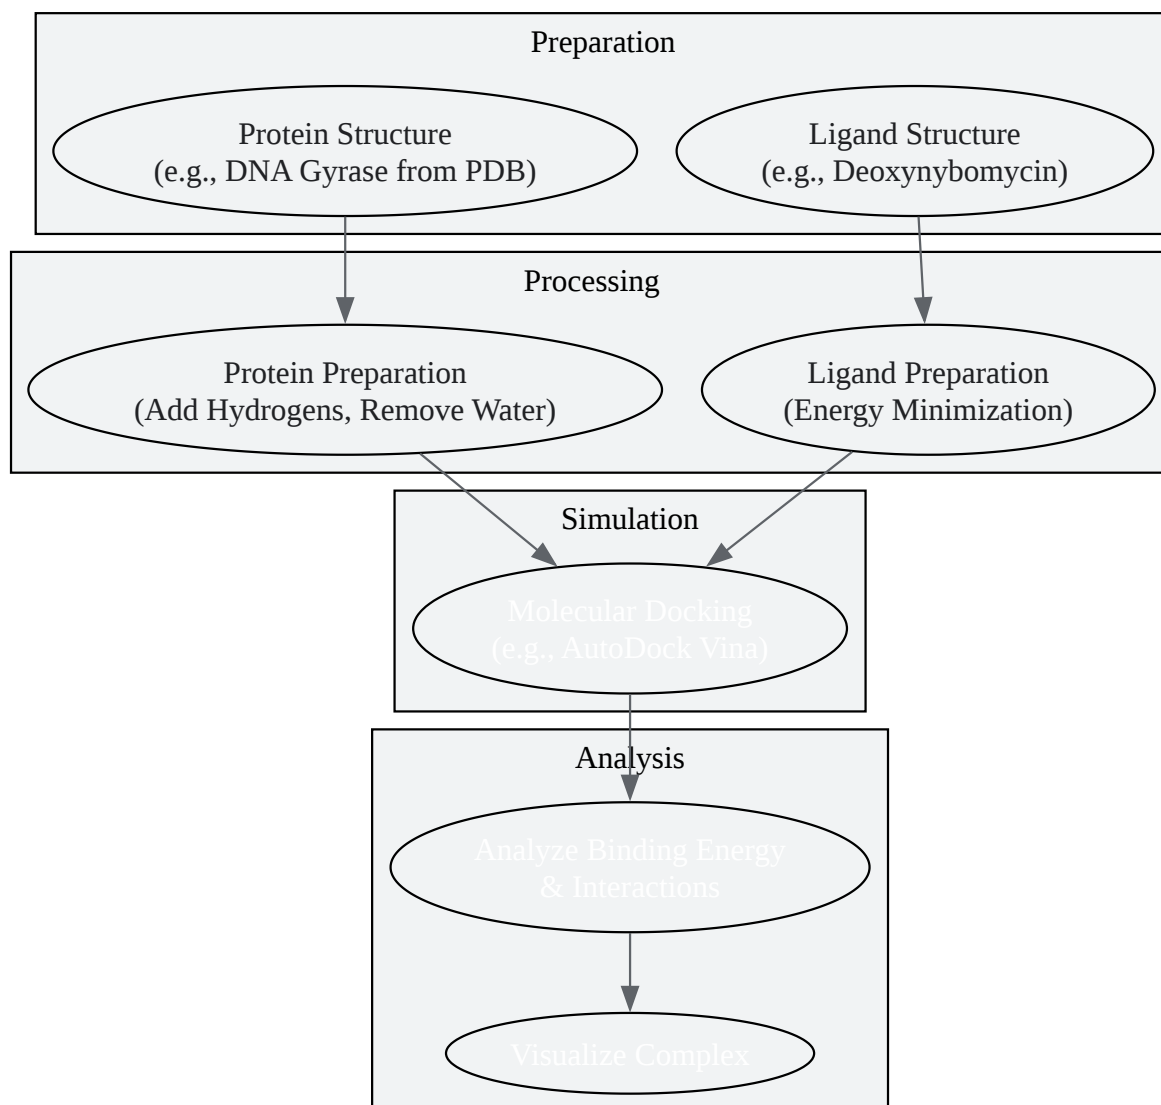 Preparation
Protein Structure
(e.g., DNA Gyrase from PDB)
Ligand Structure
(e.g., Deoxynybomycin)
Processing
Protein Preparation
(Add Hydrogens, Remove Water)
Ligand Preparation
(Energy Minimization)
Simulation
Molecular Docking
(e.g., AutoDock Vina)
Analysis
Analyze Binding Energy
& Interactions
Visualize Complex